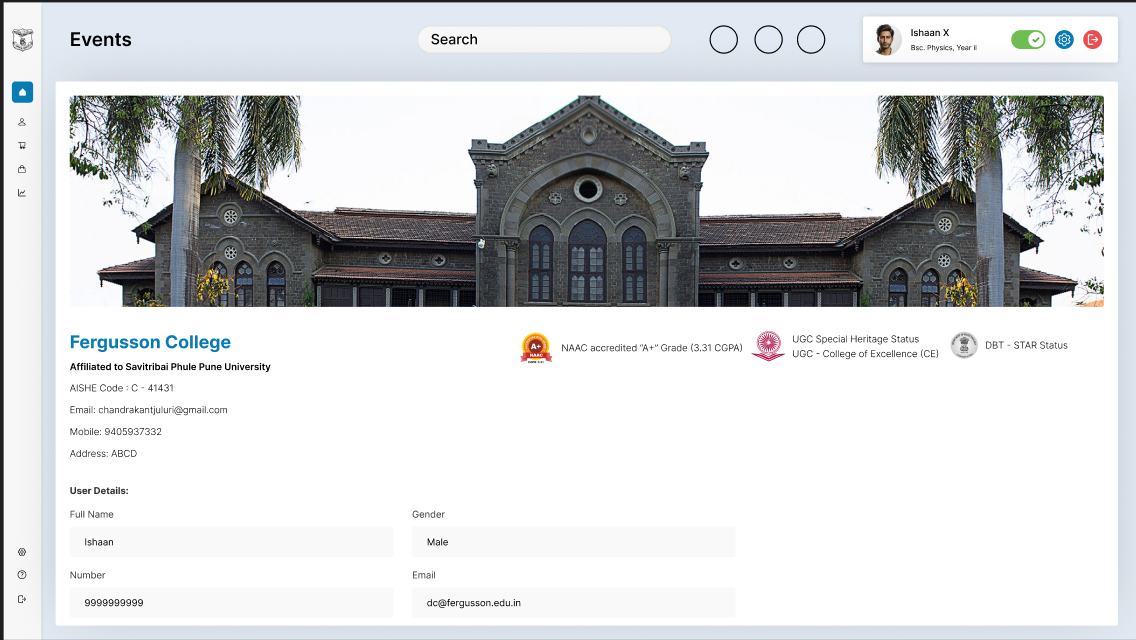 Events
Search
Ishaan X
Bsc. Physics, Year ii
Fergusson College
Affiliated to Savitribai Phule Pune University
AISHE Code : C - 41431
Email: chandrakantjuluri@gmail.com
Mobile: 9405937332
Address: ABCD
A+
NAAC
NAAC accredited “A+” Grade (3.31 CGPA)
UGC Special Heritage Status
UGC - College of Excellence (CE)
DBT - STAR Status
User Details:
Full Name
Gender
Ishaan
Male
Number
Email
9999999999
dc@fergusson.edu.in